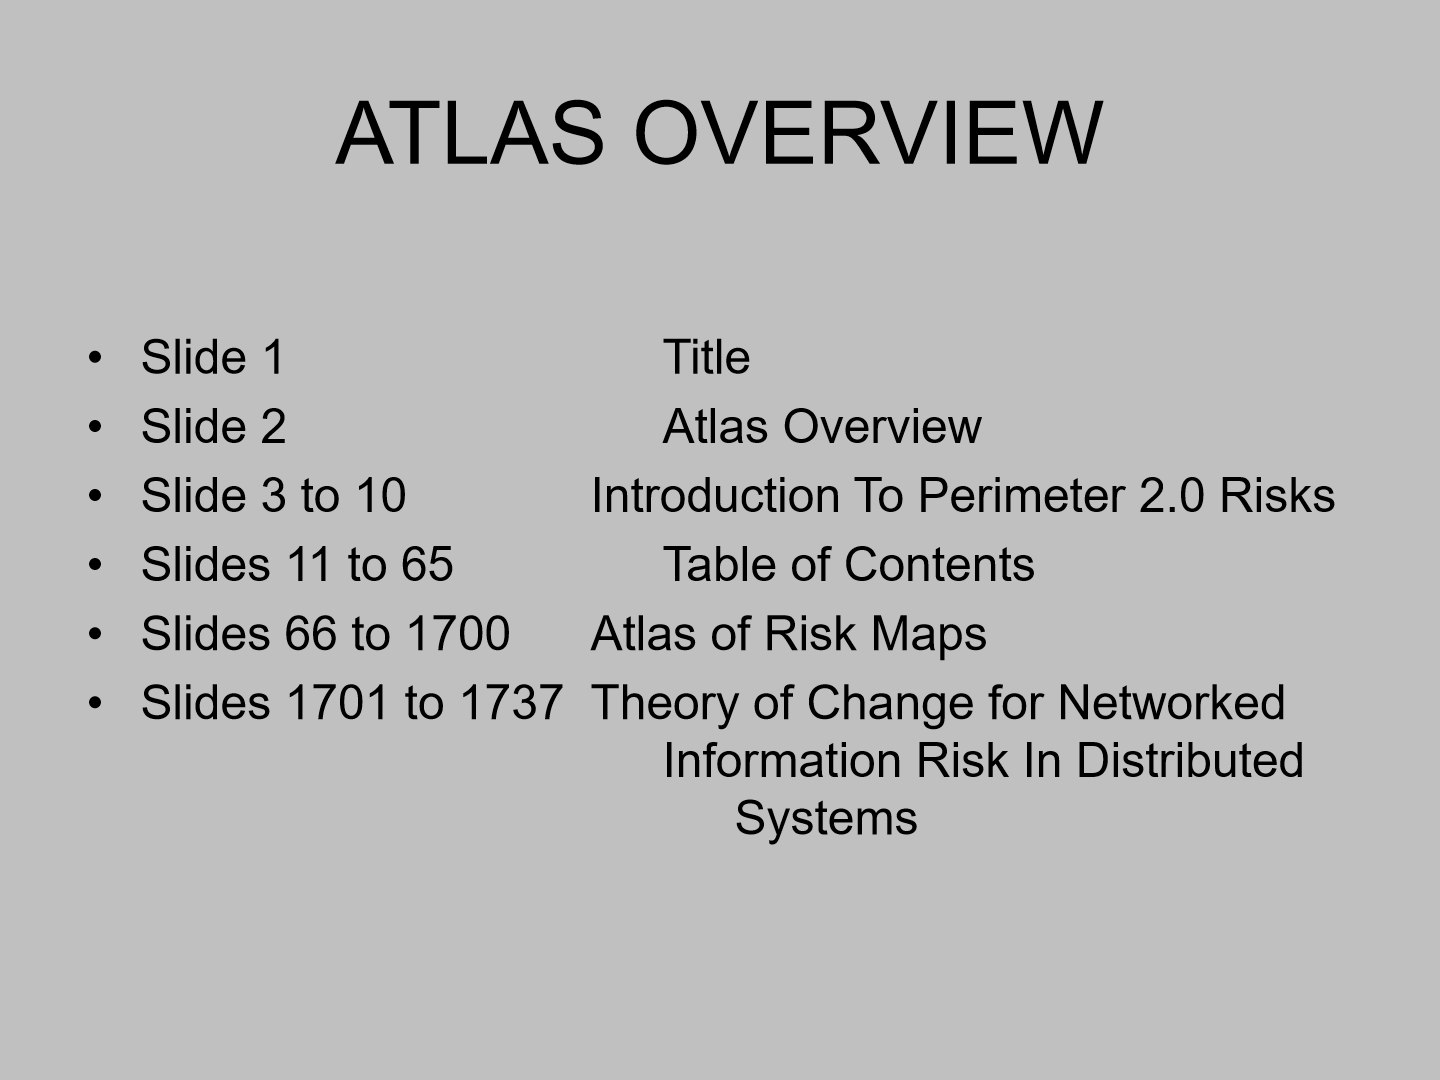 ATLAS OVERVIEW
• Slide 1 Title
• Slide 2 Atlas Overview
• Slide 3 to 10 Introduction To Perimeter 2.0 Risks
• Slides 11 to 65 Table of Contents
• Slides 66 to 1700 Atlas of Risk Maps
• Slides 1701 to 1737 Theory of Change for Networked
Information Risk In Distributed
Systems